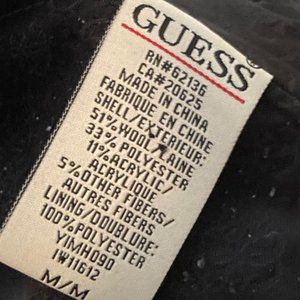 GUESS
RN#62136
CA#20625
MADE IN CHINA
FABRIQUE EN CHINE
SHELL/EXTERIEUR:
51% WOOL/LAINE
33% POLYESTER
11% ACRYLIC/
ACRYLIQUE
5% OTHER FIBERS/
AUTRES FIBERS
LINING/DOUBLURE:
100% POLYESTER
YIMH090
IW11612
M/M